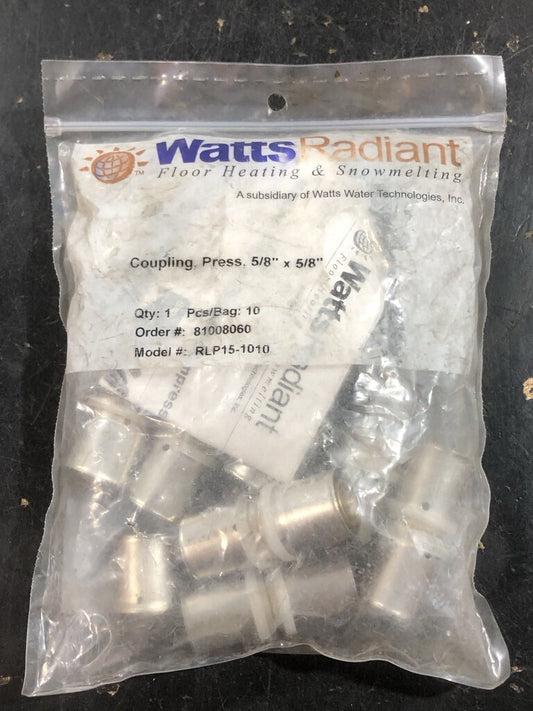 WattsRadiant™
Floor Heating & Snowmelting
A subsidiary of Watts Water Technologies, Inc.
Coupling, Press, 5/8" x 5/8"
Qty: 1 Pcs/Bag: 10
Order #: 81008060
Model #: RLP15-1010
WattsRadiant